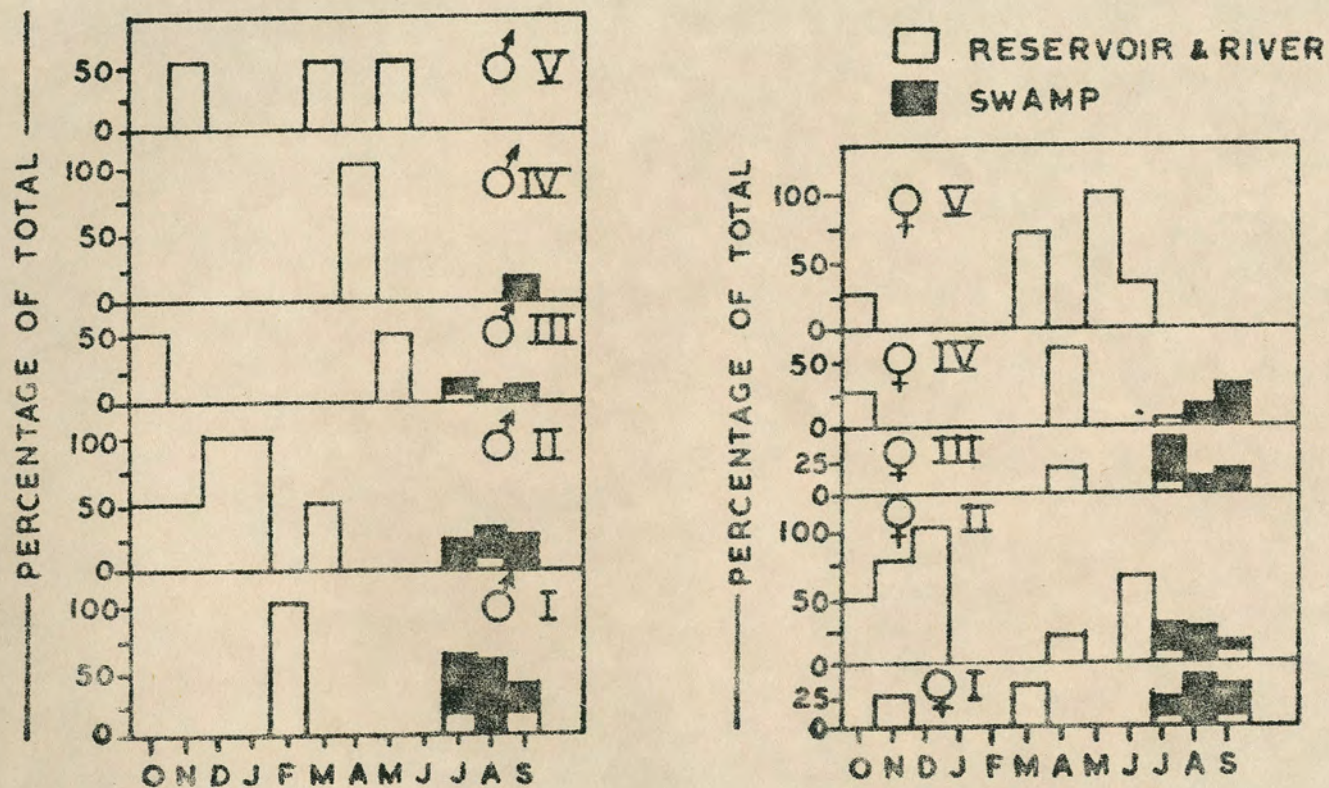 PERCENTAGE OF TOTAL
50
0
♂ V
100
50
0
♂ IV
50
0
♂ III
100
50
0
♂ II
100
50
0
♂ I
O N D J F M A M J J A S
RESERVOIR & RIVER
SWAMP
PERCENTAGE OF TOTAL
100
50
0
♀ V
50
0
♀ IV
25
0
♀ III
100
50
0
♀ II
25
0
♀ I
O N D J F M A M J J A S